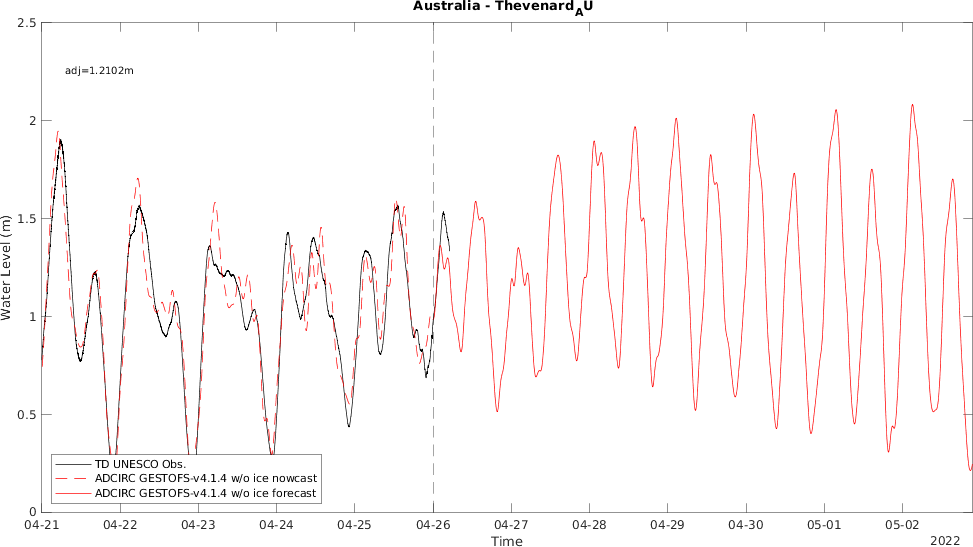 Australia - Thevenard_AU
2.5
adj=1.2102m
2
1.5
Water Level (m)
1
0.5
TD UNESCO Obs.
ADCIRC GESTOFS-v4.1.4 w/o ice nowcast
ADCIRC GESTOFS-v4.1.4 w/o ice forecast
0
04-21 04-22 04-23 04-24 04-25 04-26 04-27 04-28 04-29 04-30 05-01 05-02
Time 2022